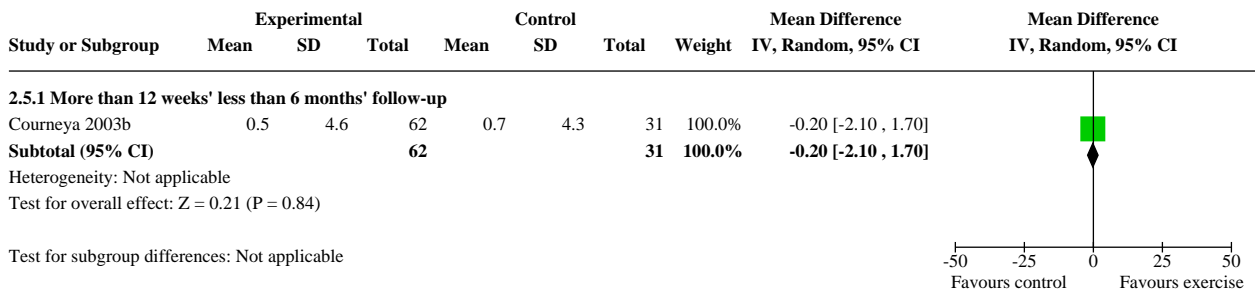 Experimental Control Mean Difference Mean Difference
Study or Subgroup Mean SD Total Mean SD Total Weight IV, Random, 95% CI IV, Random, 95% CI
2.5.1 More than 12 weeks' less than 6 months' follow-up
Courneya 2003b 0.5 4.6 62 0.7 4.3 31 100.0% -0.20 [-2.10 , 1.70]
Subtotal (95% CI) 62 31 100.0% -0.20 [-2.10 , 1.70]
Heterogeneity: Not applicable
Test for overall effect: Z = 0.21 (P = 0.84)
Test for subgroup differences: Not applicable
-50 -25 0 25 50
Favours control Favours exercise